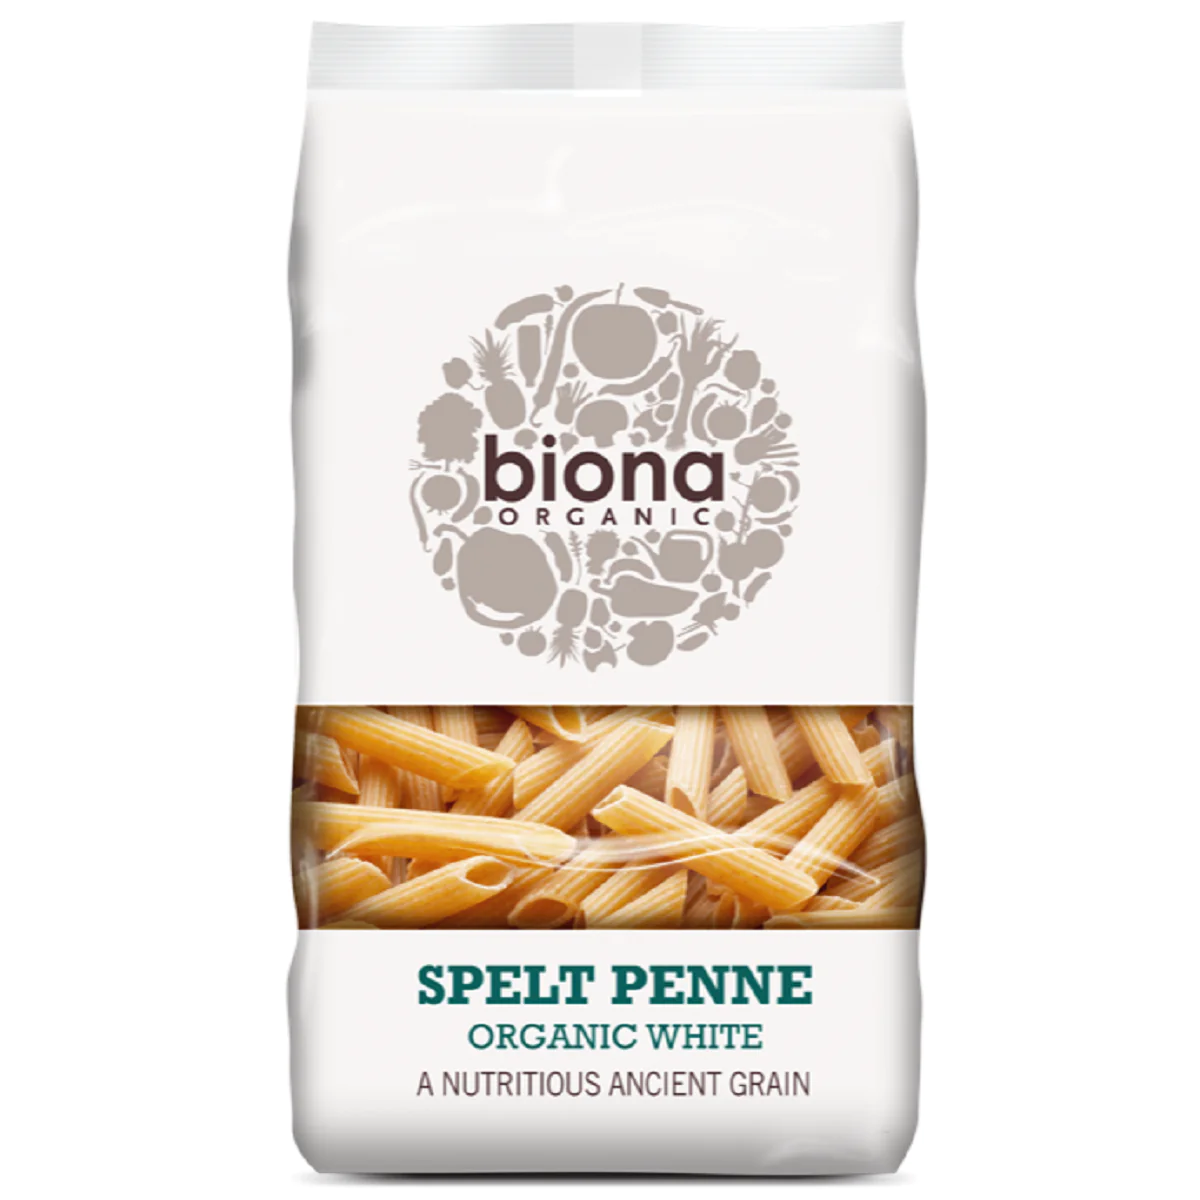 biona
ORGANIC
SPELT PENNE
ORGANIC WHITE
A NUTRITIOUS ANCIENT GRAIN